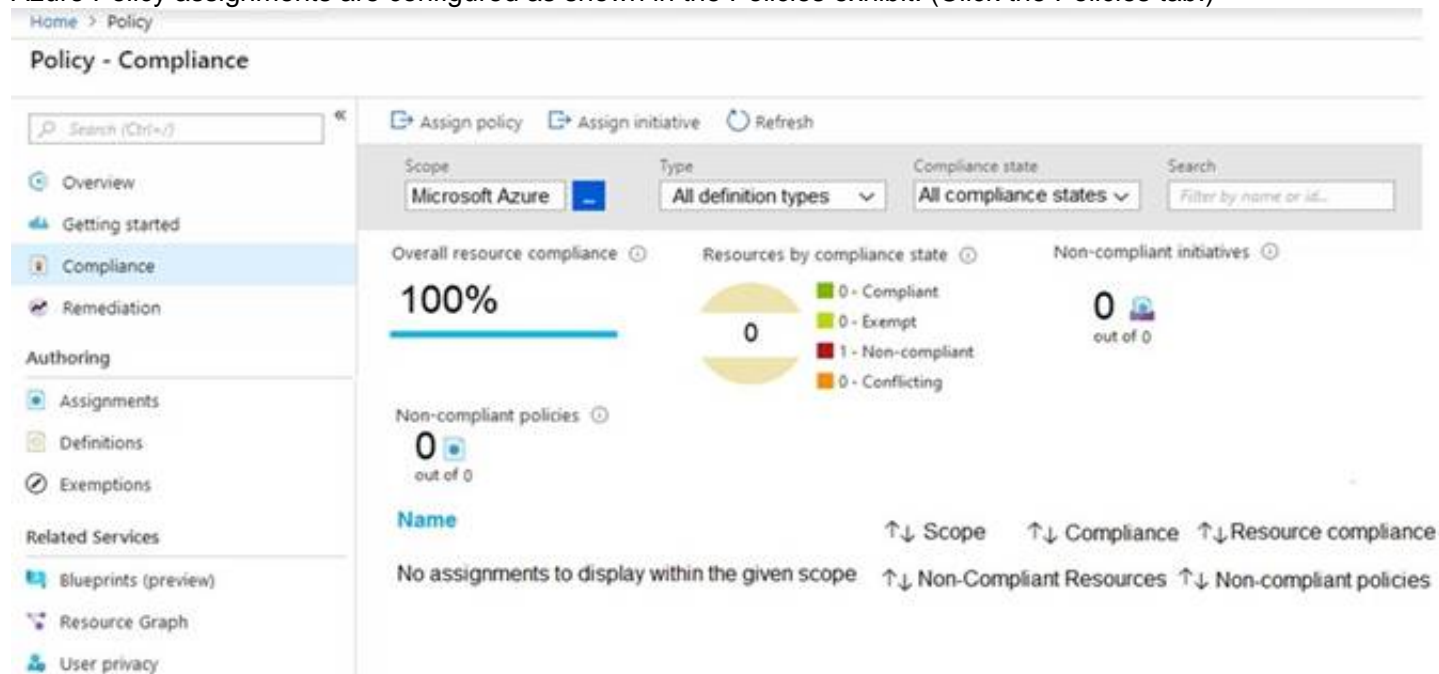 Azure Policy assignments are configured as shown in the Policies exhibit. (Click the Policies tab.)
Home > Policy
Policy - Compliance
Search (Ctrl+/)
«
Overview
Getting started
Compliance
Remediation
Authoring
Assignments
Definitions
Exemptions
Related Services
Blueprints (preview)
Resource Graph
User privacy
Assign policy Assign initiative Refresh
Scope Type Compliance state Search
Microsoft Azure ... All definition types All compliance states Filter by name or id...
Overall resource compliance Resources by compliance state Non-compliant initiatives
100%
0
0 - Compliant
0 - Exempt
1 - Non-compliant
0 - Conflicting
0
out of 0
Non-compliant policies
0
out of 0
Name ↑↓ Scope ↑↓ Compliance ↑↓ Resource compliance
No assignments to display within the given scope ↑↓ Non-Compliant Resources ↑↓ Non-compliant policies